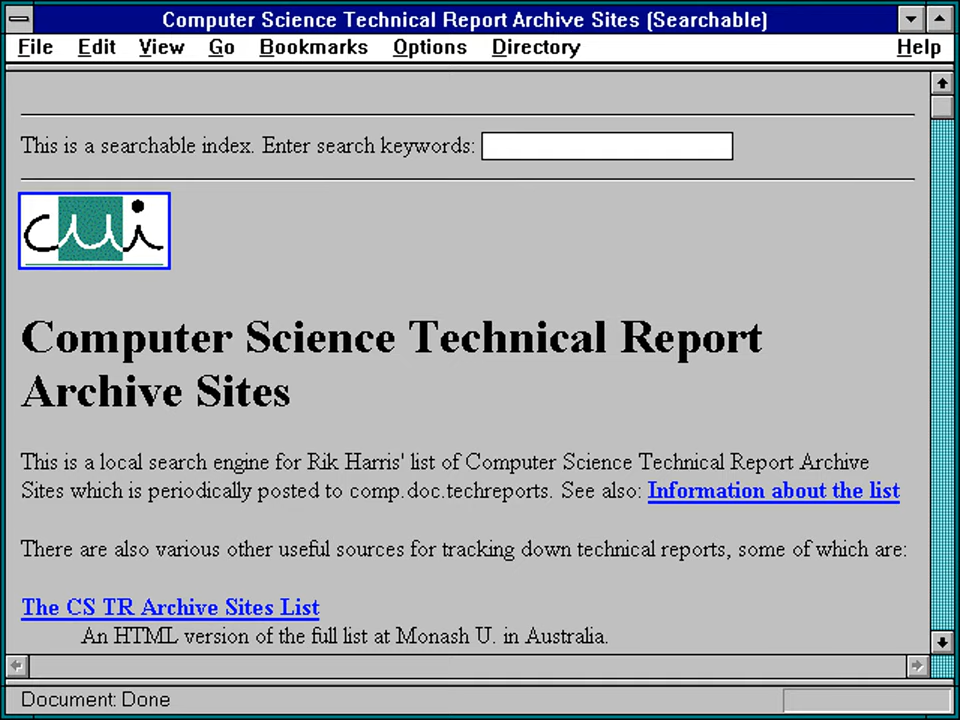 Computer Science Technical Report Archive Sites (Searchable)
File Edit View Go Bookmarks Options Directory Help
This is a searchable index. Enter search keywords:
cui
Computer Science Technical Report
Archive Sites
This is a local search engine for Rik Harris' list of Computer Science Technical Report Archive
Sites which is periodically posted to comp.doc.techreports. See also: Information about the list
There are also various other useful sources for tracking down technical reports, some of which are:
The CS TR Archive Sites List
An HTML version of the full list at Monash U. in Australia.
Document: Done